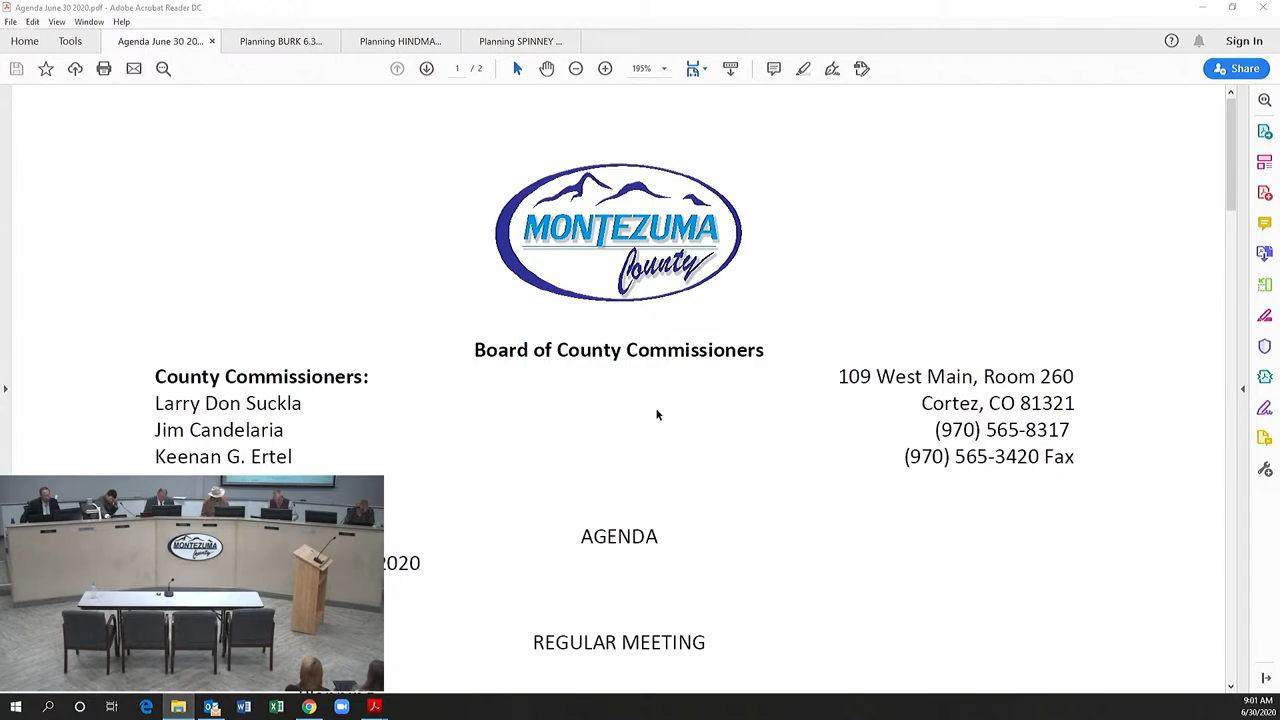 Agenda June 30 2020.pdf - Adobe Acrobat Reader DC
File Edit View Window Help
Home Tools Agenda June 30 20... × Planning BURK 6.3... Planning HINDMA... Planning SPINNEY ... Sign In
1 / 2 195% Share
MONTEZUMA
County
Board of County Commissioners
County Commissioners: 109 West Main, Room 260
Larry Don Suckla Cortez, CO 81321
Jim Candelaria (970) 565-8317
Keenan G. Ertel (970) 565-3420 Fax
AGENDA
2020
REGULAR MEETING
MONTEZUMA
County
9:01 AM
6/30/2020